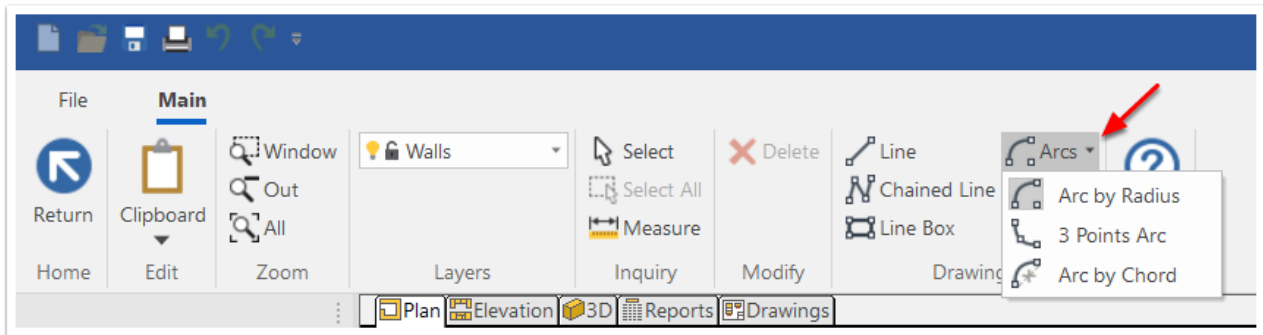 File Main
Window Walls Select Delete Line Arcs
Out Select All Chained Line Arc by Radius
Return Clipboard All Measure Line Box 3 Points Arc
Home Edit Zoom Layers Inquiry Modify Drawing Arc by Chord
Plan Elevation 3D Reports Drawings